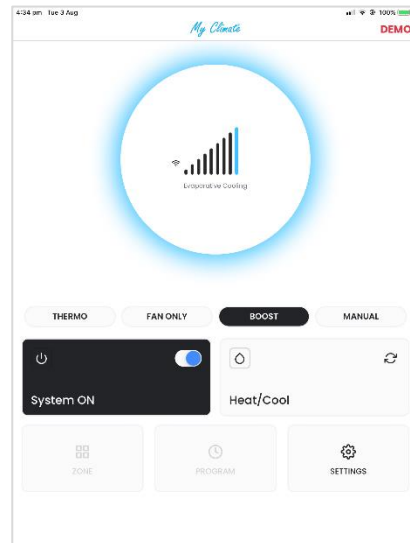 4:34 pm Tue 3 Aug 100%
My Climate
DEMO
Evaporative Cooling
THERMO FAN ONLY BOOST MANUAL
System ON
Heat/Cool
ZONE PROGRAM SETTINGS